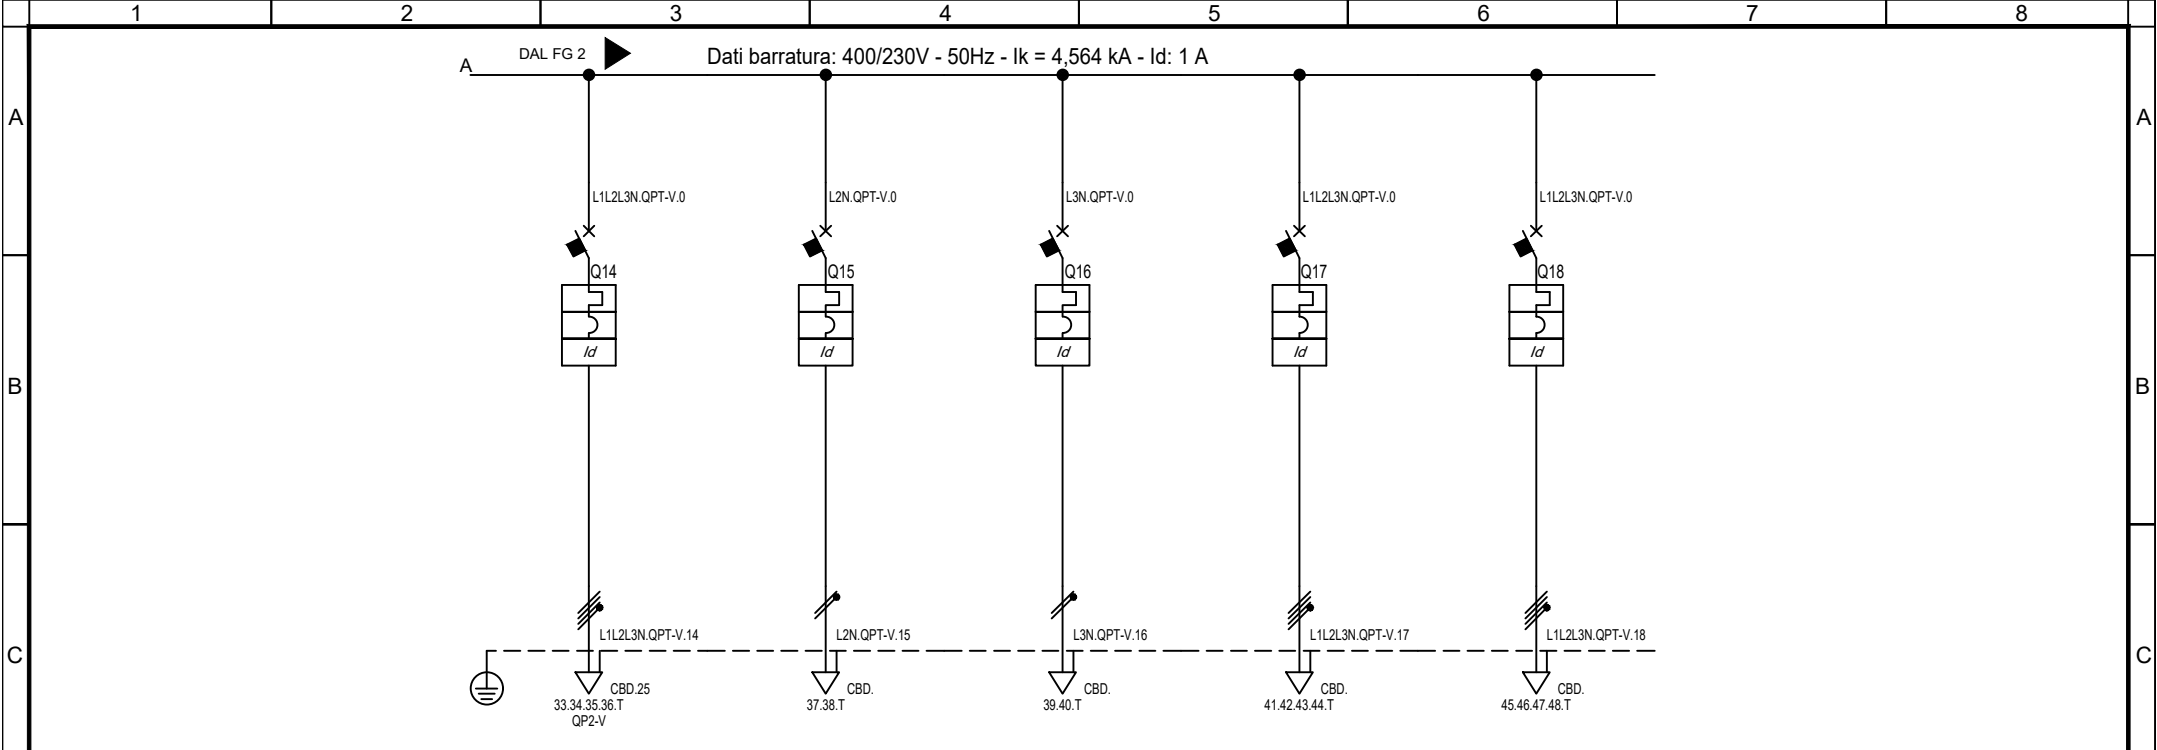 1 2 3 4 5 6 7 8
DAL FG 2 Dati barratura: 400/230V - 50Hz - Ik = 4,564 kA - Id: 1 A
A
A A
L1L2L3N.QPT-V.0 L2N.QPT-V.0 L3N.QPT-V.0 L1L2L3N.QPT-V.0 L1L2L3N.QPT-V.0
Q14 Q15 Q16 Q17 Q18
Id Id Id Id Id
B B
L1L2L3N.QPT-V.14 L2N.QPT-V.15 L3N.QPT-V.16 L1L2L3N.QPT-V.17 L1L2L3N.QPT-V.18
C C
CBD.25 CBD. CBD. CBD. CBD.
33.34.35.36.T 37.38.T 39.40.T 41.42.43.44.T 45.46.47.48.T
QP2-V